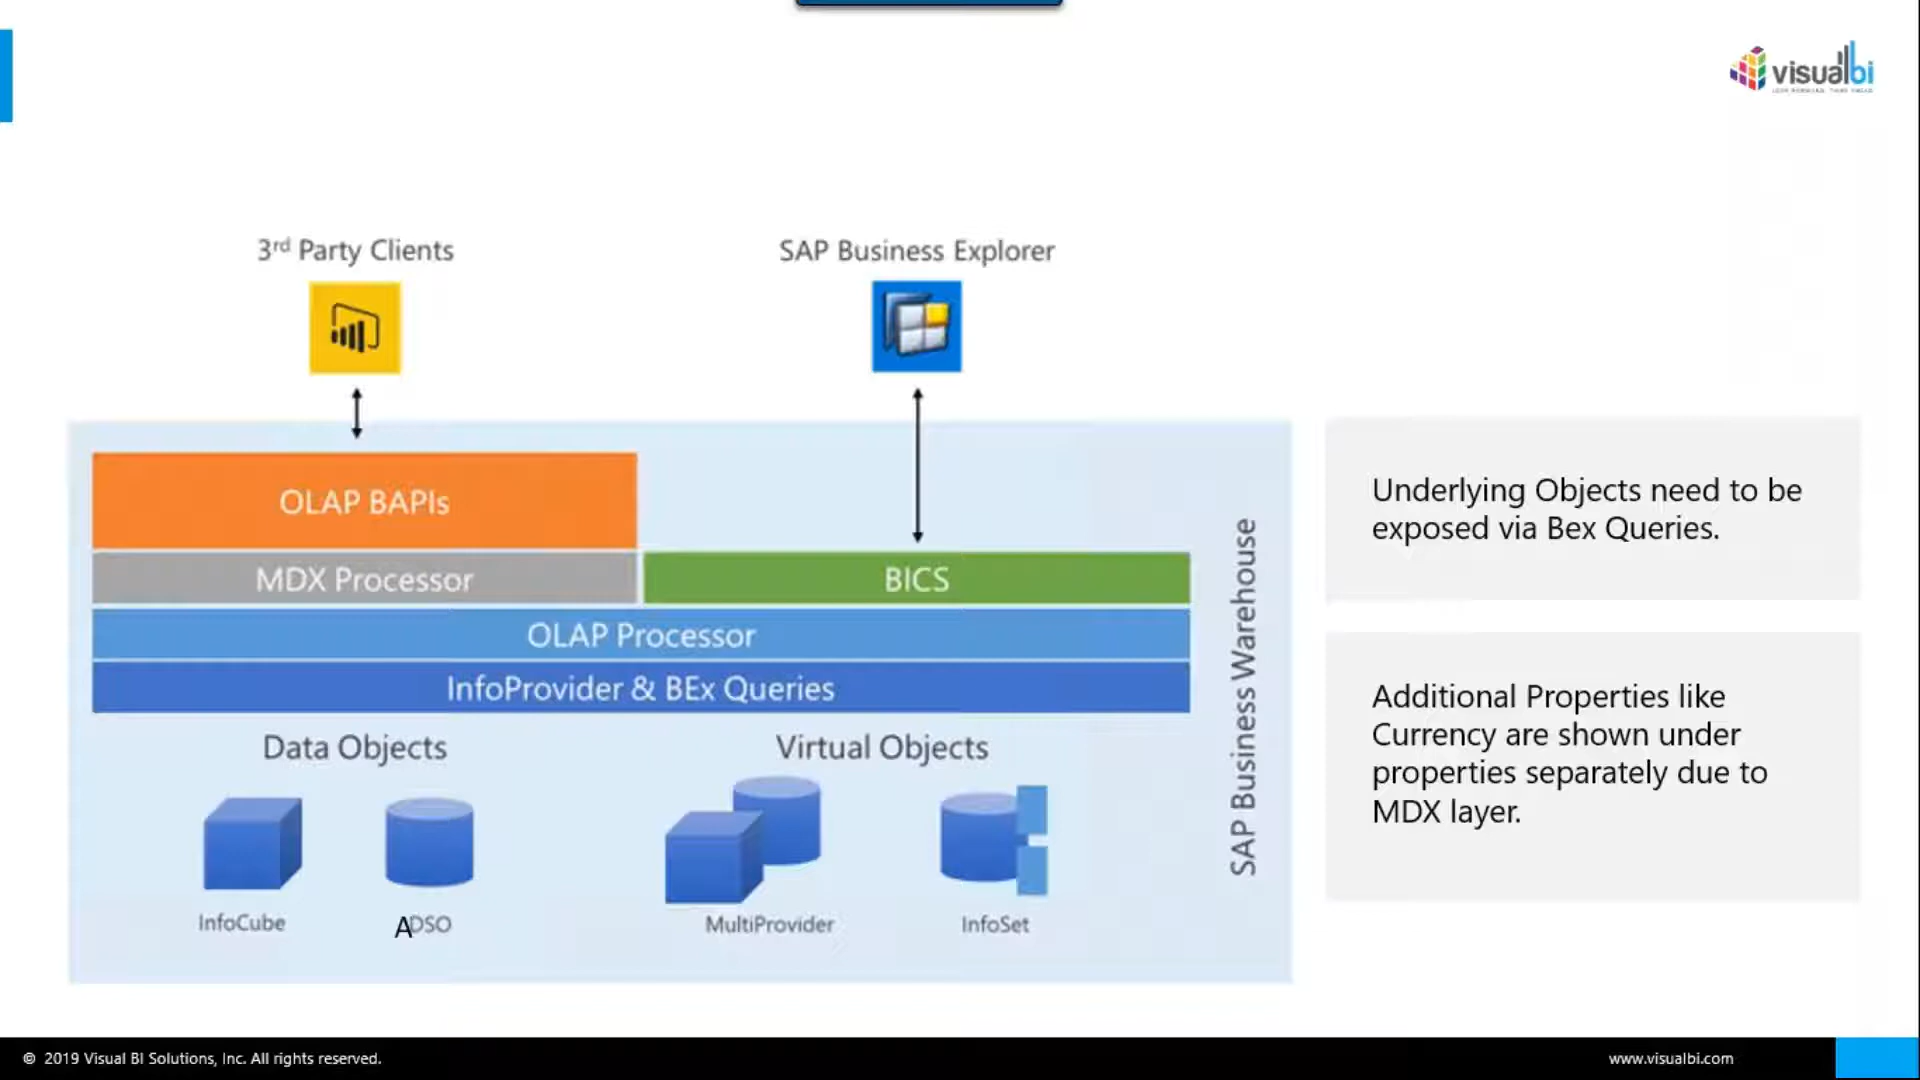 visualbi
3rd Party Clients
SAP Business Explorer
OLAP BAPIs
MDX Processor
BICS
OLAP Processor
InfoProvider & BEx Queries
Data Objects
Virtual Objects
InfoCube
ADSO
MultiProvider
InfoSet
SAP Business Warehouse
Underlying Objects need to be
exposed via Bex Queries.
Additional Properties like
Currency are shown under
properties separately due to
MDX layer.
© 2019 Visual BI Solutions, Inc. All rights reserved.
www.visualbi.com